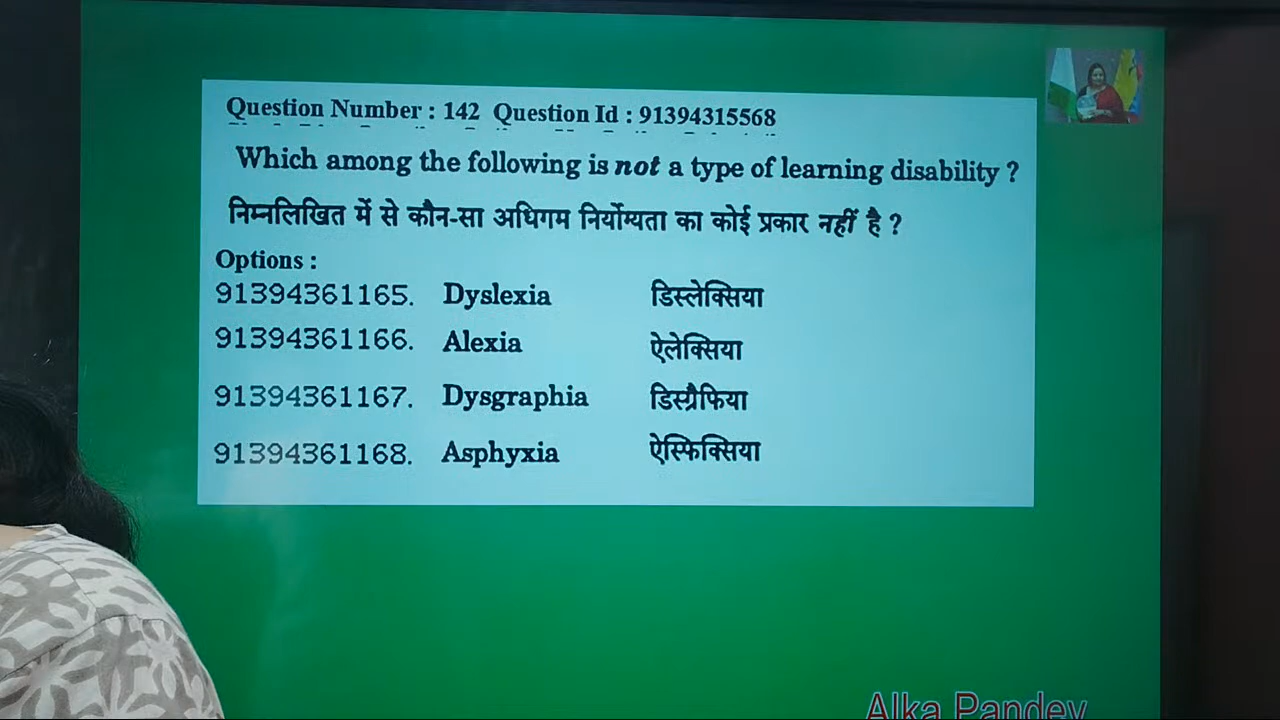 Question Number : 142 Question Id : 91394315568
Which among the following is not a type of learning disability ?
निम्नलिखित में से कौन-सा अधिगम निर्योग्यता का कोई प्रकार नहीं है ?
Options :
91394361165. Dyslexia डिस्लेक्सिया
91394361166. Alexia ऐलेक्सिया
91394361167. Dysgraphia डिस्ग्रैफिया
91394361168. Asphyxia ऐस्फिक्सिया
Alka Pandey